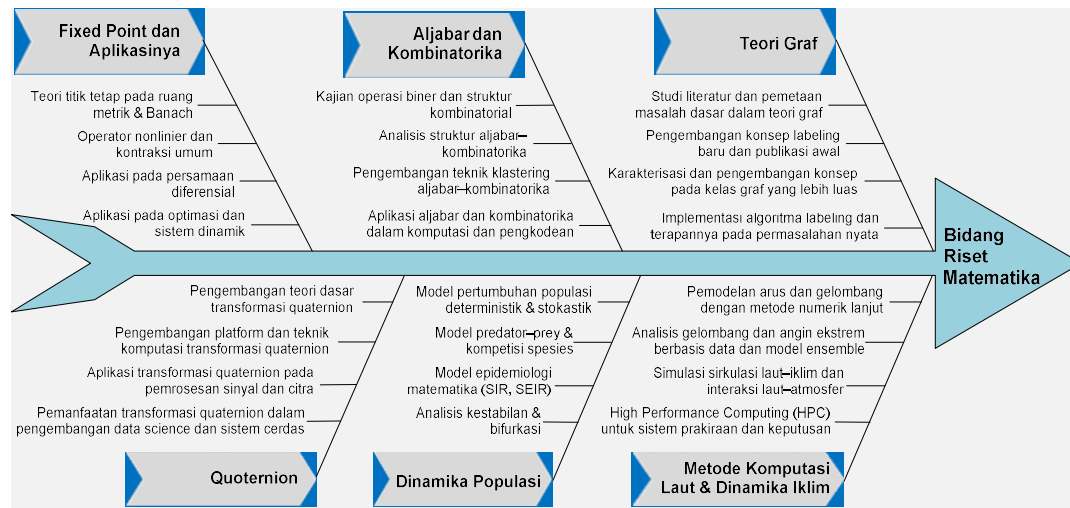 Fixed Point dan
Aplikasinya
Teori titik tetap pada ruang
metrik & Banach
Operator nonlinier dan
kontraksi umum
Aplikasi pada persamaan
diferensial
Aplikasi pada optimasi dan
sistem dinamik
Aljabar dan
Kombinatorika
Kajian operasi biner dan struktur
kombinatorial
Analisis struktur aljabar–
kombinatorika
Pengembangan teknik klastering
aljabar–kombinatorika
Aplikasi aljabar dan kombinatorika
dalam komputasi dan pengkodean
Teori Graf
Studi literatur dan pemetaan
masalah dasar dalam teori graf
Pengembangan konsep labeling
baru dan publikasi awal
Karakterisasi dan pengembangan konsep
pada kelas graf yang lebih luas
Implementasi algoritma labeling dan
terapannya pada permasalahan nyata
Bidang
Riset
Matematika
Pengembangan teori dasar
transformasi quaternion
Pengembangan platform dan teknik
komputasi transformasi quaternion
Aplikasi transformasi quaternion pada
pemrosesan sinyal dan citra
Pemanfaatan transformasi quaternion dalam
pengembangan data science dan sistem cerdas
Quoternion
Model pertumbuhan populasi
deterministik & stokastik
Model predator–prey &
kompetisi spesies
Model epidemiologi
matematika (SIR, SEIR)
Analisis kestabilan &
bifurkasi
Dinamika Populasi
Pemodelan arus dan gelombang
dengan metode numerik lanjut
Analisis gelombang dan angin ekstrem
berbasis data dan model ensemble
Simulasi sirkulasi laut–iklim dan
interaksi laut–atmosfer
High Performance Computing (HPC)
untuk sistem prakiraan dan keputusan
Metode Komputasi
Laut & Dinamika Iklim